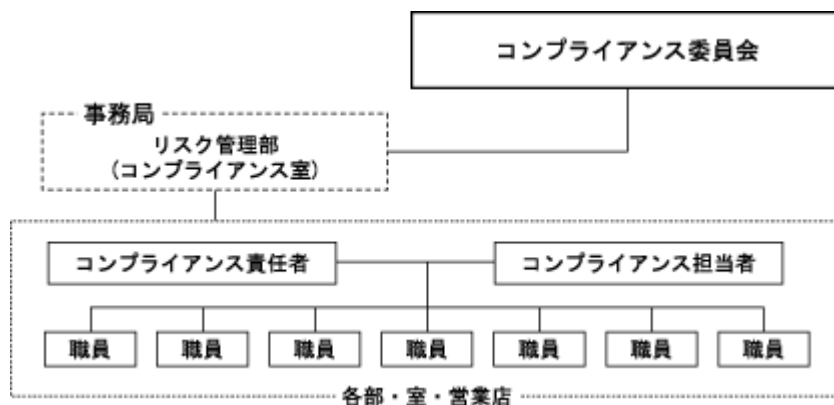 コンプライアンス委員会
事務局
リスク管理部
(コンプライアンス室)
コンプライアンス責任者
コンプライアンス担当者
職員
職員
職員
職員
職員
職員
職員
各部・室・営業店